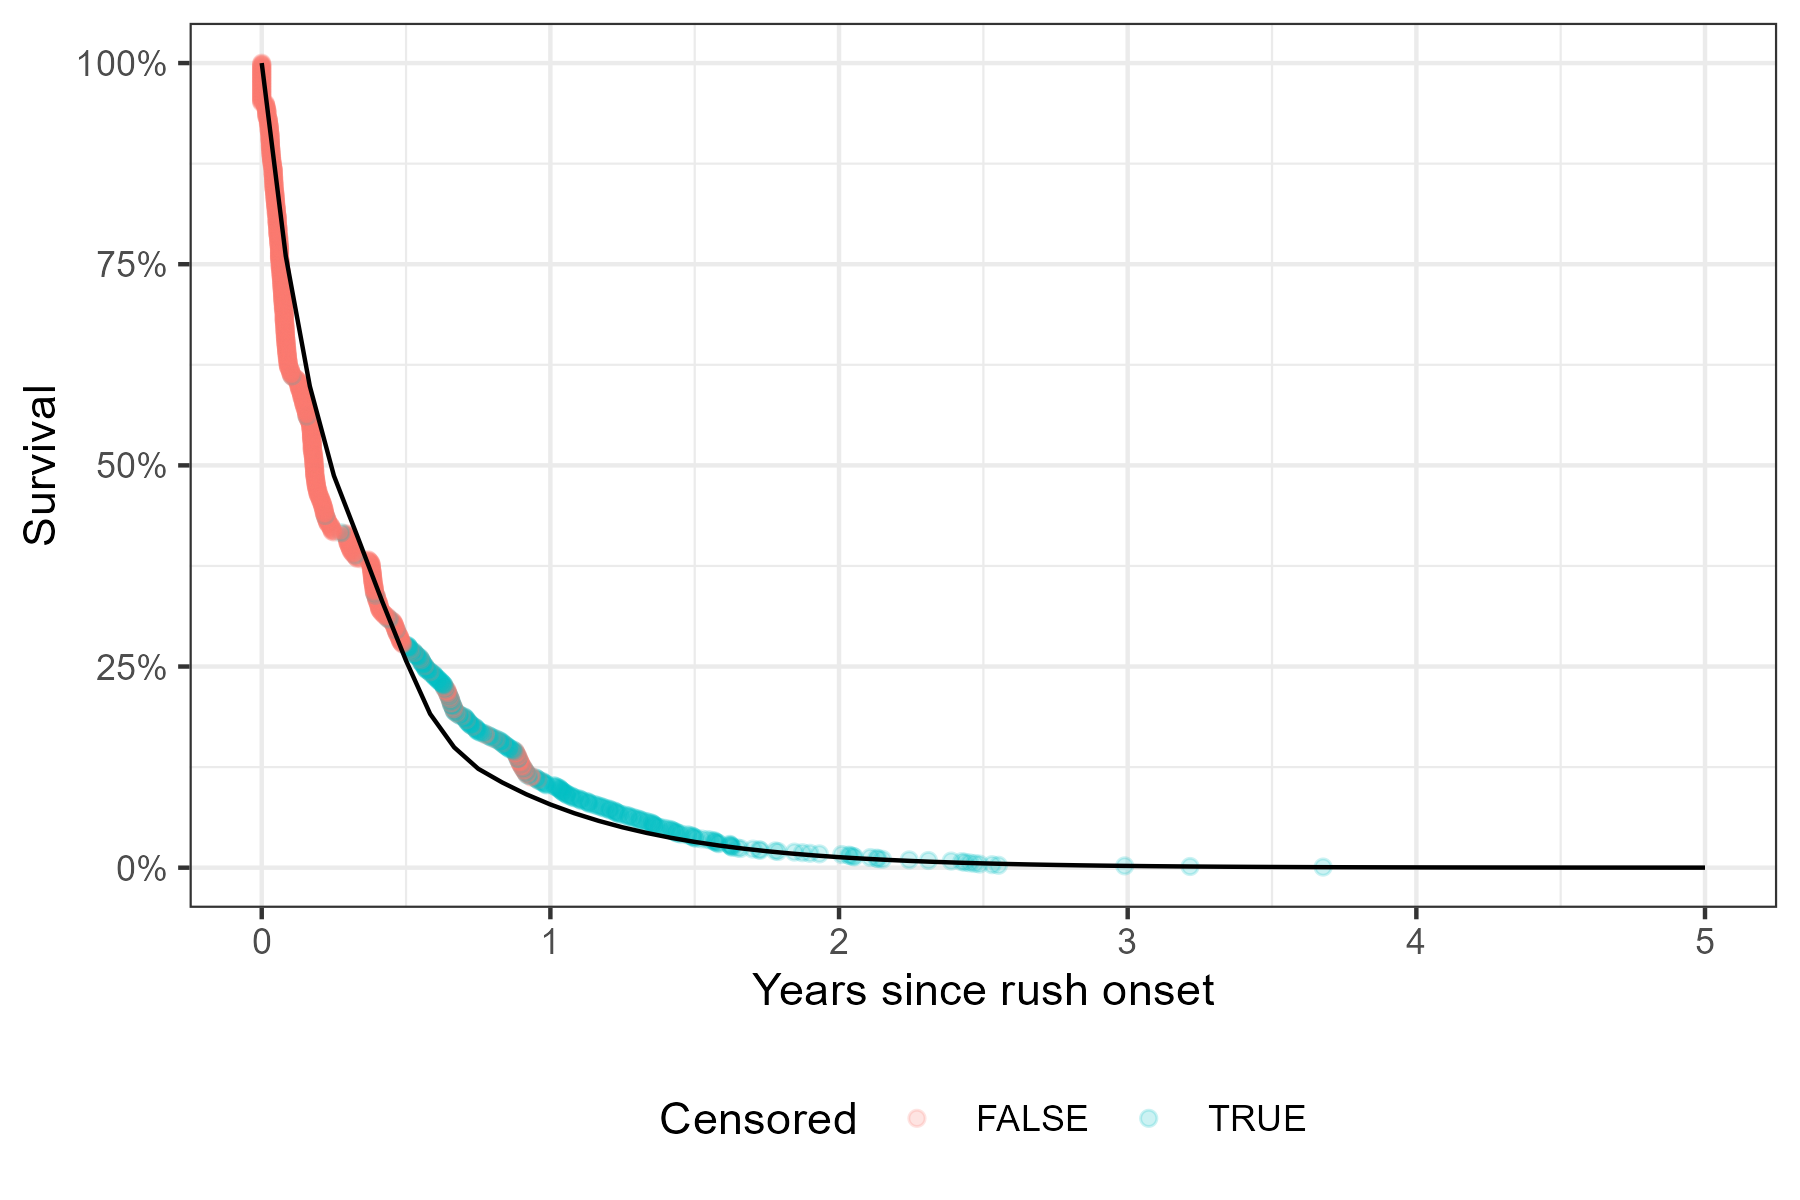 100%
75%
50%
25%
0%
Survival
0 1 2 3 4 5
Years since rush onset
Censored FALSE TRUE